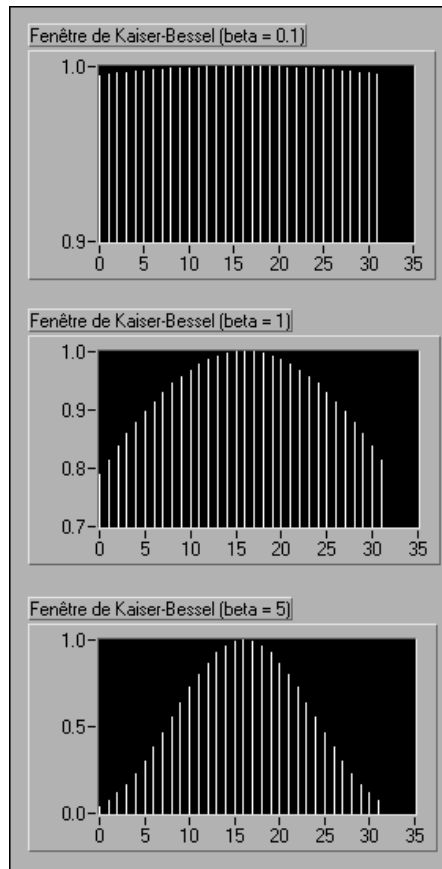 Fenêtre de Kaiser-Bessel (beta = 0.1)
1.0
0.9
0 5 10 15 20 25 30 35
Fenêtre de Kaiser-Bessel (beta = 1)
1.0
0.9
0.8
0.7
0 5 10 15 20 25 30 35
Fenêtre de Kaiser-Bessel (beta = 5)
1.0
0.5
0.0
0 5 10 15 20 25 30 35